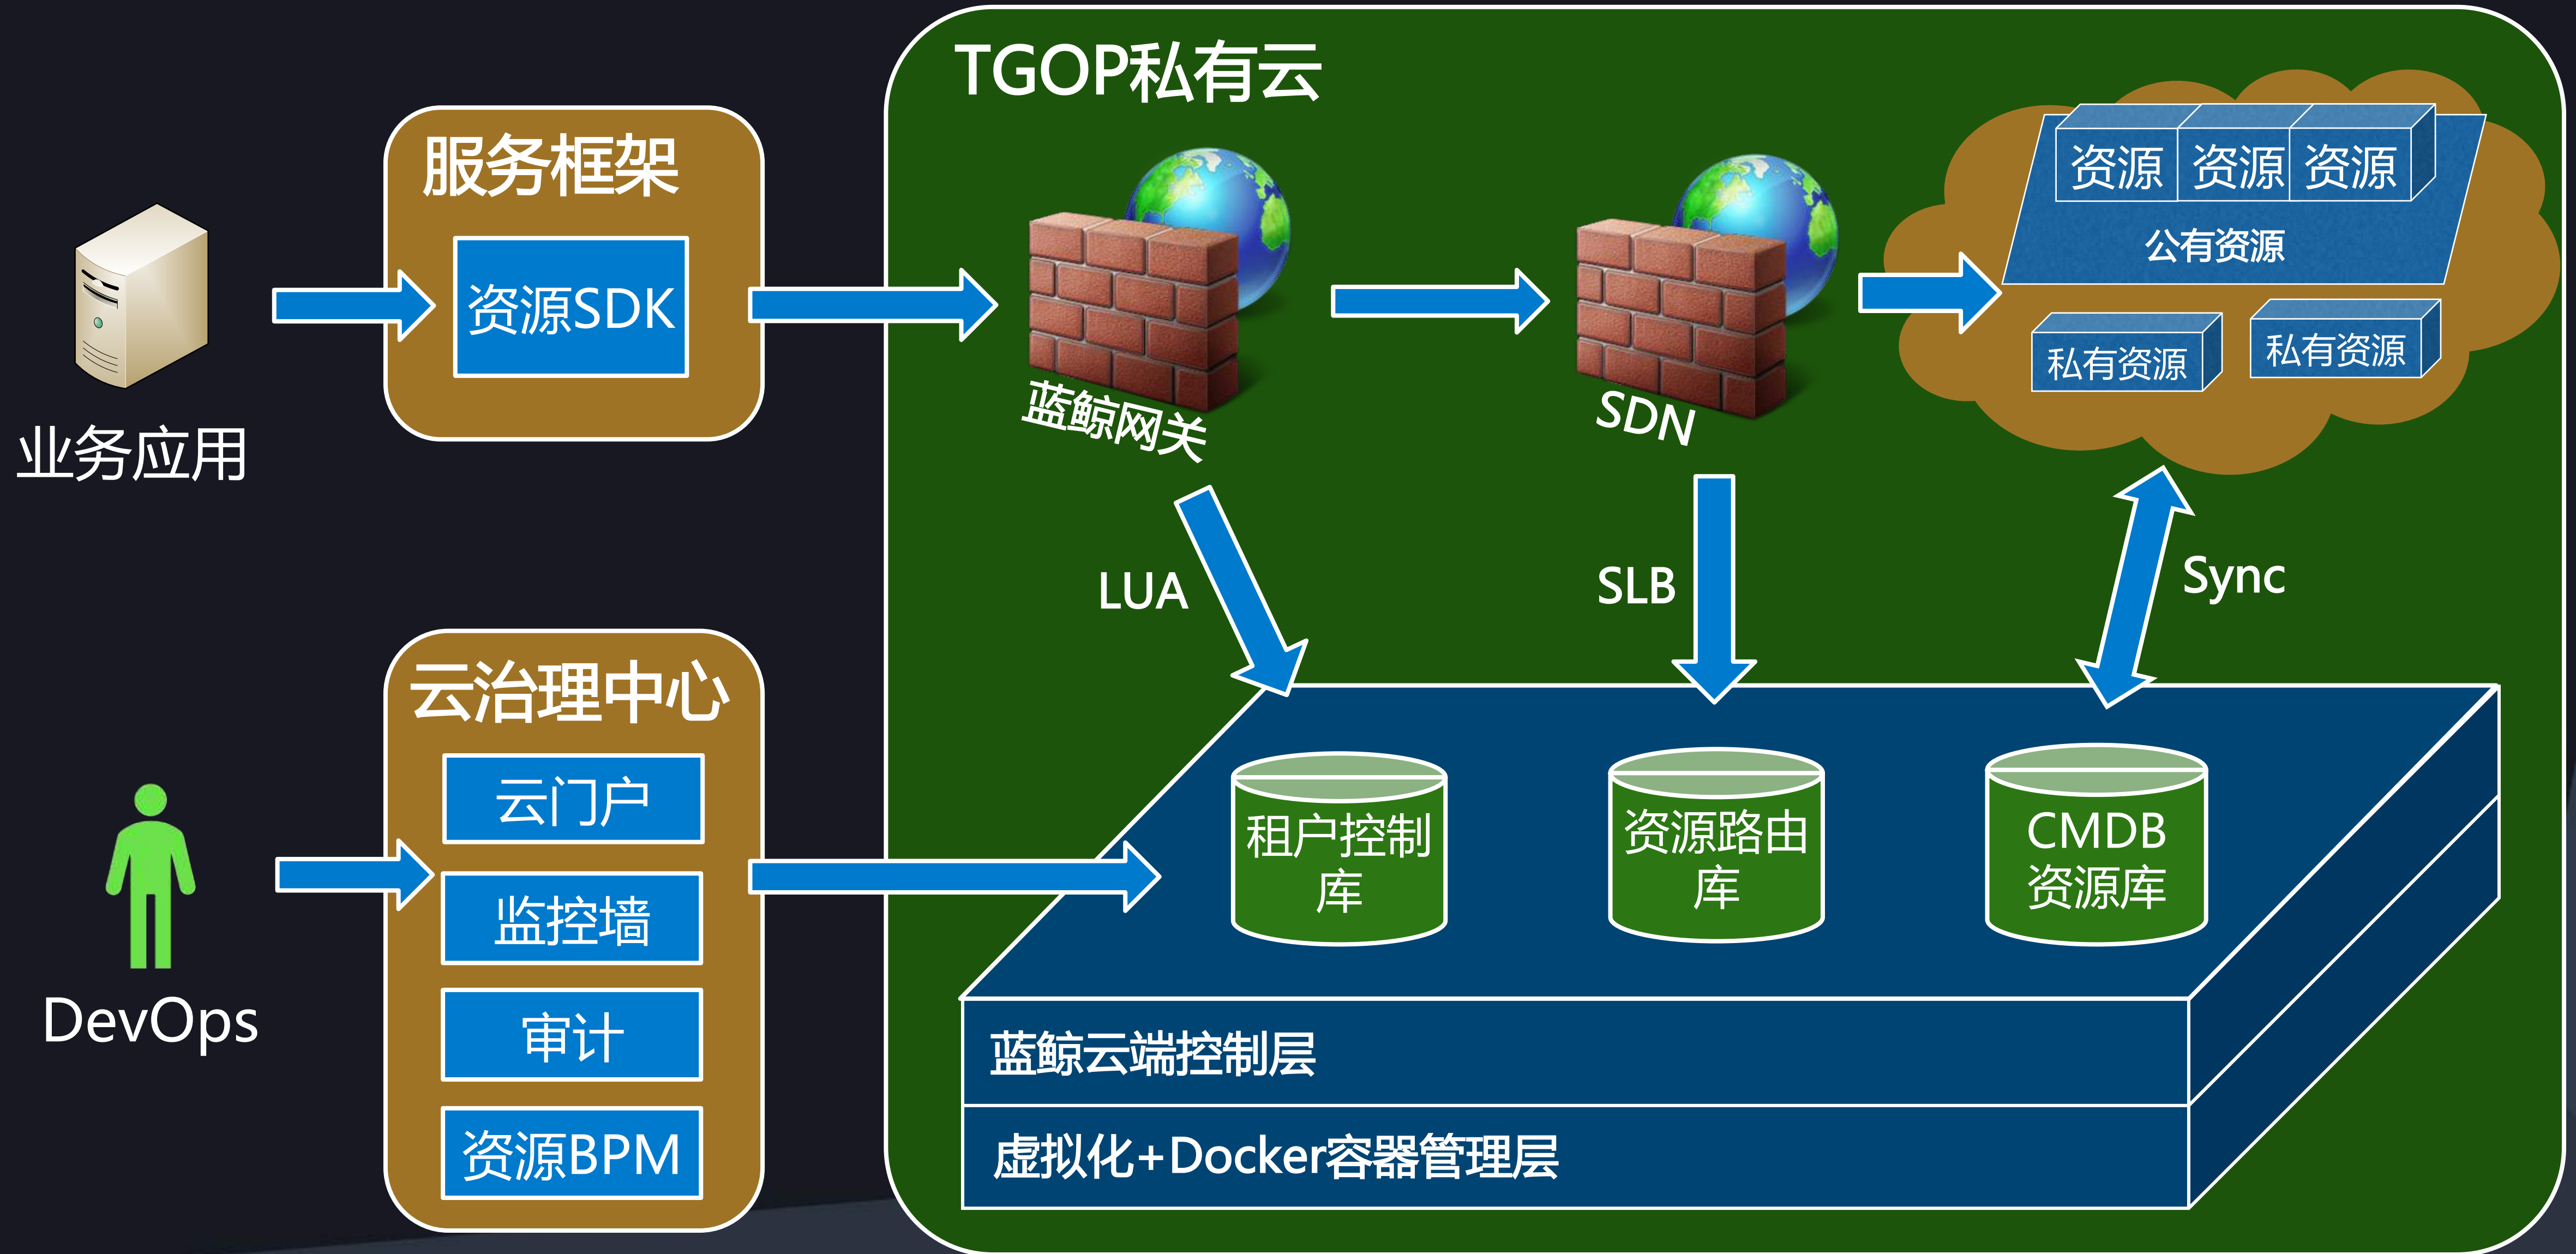 TGOP私有云
服务框架
资源SDK
业务应用
蓝鲸网关
SDN
资源
资源
资源
公有资源
私有资源
私有资源
LUA
SLB
Sync
云治理中心
云门户
监控墙
审计
资源BPM
DevOps
租户控制
库
资源路由
库
CMDB
资源库
蓝鲸云端控制层
虚拟化+Docker容器管理层